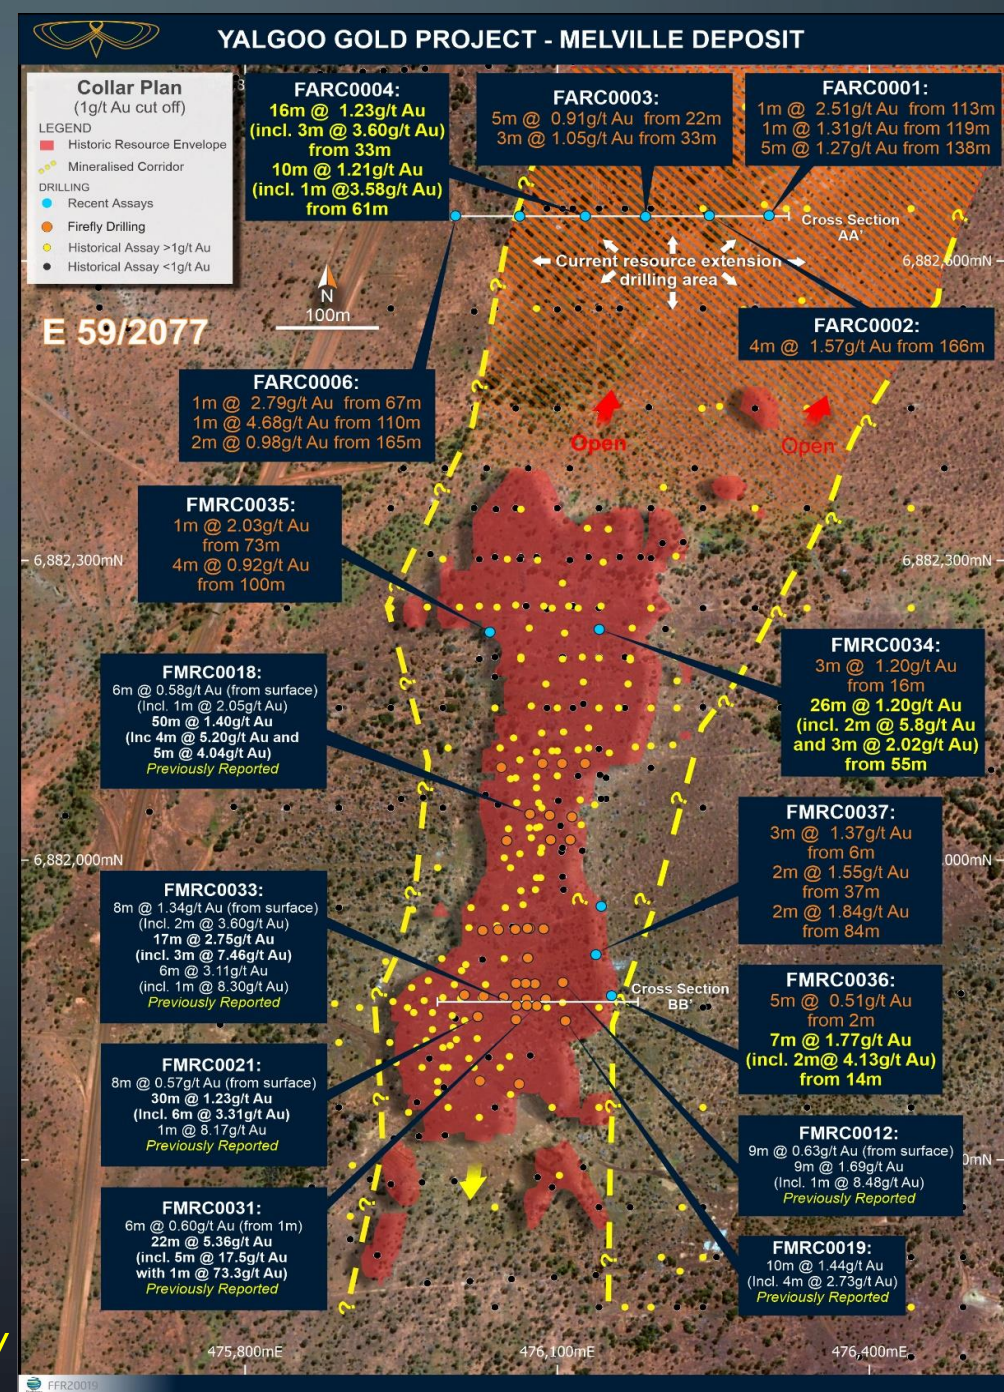 YALGOO GOLD PROJECT - MELVILLE DEPOSIT
Collar Plan
(1g/t Au cut off)
LEGEND
Historic Resource Envelope
Mineralised Corridor
DRILLING
Recent Assays
Firefly Drilling
Historical Assay >1g/t Au
Historical Assay <1g/t Au
FARC0004:
16m @ 1.23g/t Au
(incl. 3m @ 3.60g/t Au)
from 33m
10m @ 1.21g/t Au
(incl. 1m @3.58g/t Au)
from 61m
FARC0003:
5m @ 0.91g/t Au from 22m
3m @ 1.05g/t Au from 33m
FARC0001:
1m @ 2.51g/t Au from 113m
1m @ 1.31g/t Au from 119m
5m @ 1.27g/t Au from 138m
?
?
Cross Section
AA'
Current resource extension
drilling area
6,882,600mN
N
100m
E 59/2077
?
?
FARC0002:
4m @ 1.57g/t Au from 166m
FARC0006:
1m @ 2.79g/t Au from 67m
1m @ 4.68g/t Au from 110m
2m @ 0.98g/t Au from 165m
?
?
Open
Open
?
?
FMRC0035:
1m @ 2.03g/t Au
from 73m
4m @ 0.92g/t Au
from 100m
6,882,300mN
6,882,300mN
?
?
FMRC0034:
3m @ 1.20g/t Au
from 16m
26m @ 1.20g/t Au
(incl. 2m @ 5.8g/t Au
and 3m @ 2.02g/t Au)
from 55m
FMRC0018:
6m @ 0.58g/t Au (from surface)
(Incl. 1m @ 2.05g/t Au)
50m @ 1.40g/t Au
(Inc 4m @ 5.20g/t Au and
5m @ 4.04g/t Au)
Previously Reported
?
?
?
?
FMRC0037:
3m @ 1.37g/t Au
from 6m
2m @ 1.55g/t Au
from 37m
2m @ 1.84g/t Au
from 84m
6,882,000mN
000mN
FMRC0033:
8m @ 1.34g/t Au (from surface)
(Incl. 2m @ 3.60g/t Au)
17m @ 2.75g/t Au
(incl. 3m @ 7.46g/t Au)
6m @ 3.11g/t Au
(incl. 1m @ 8.30g/t Au)
Previously Reported
?
?
?
?
Cross Section
BB'
FMRC0036:
5m @ 0.51g/t Au
from 2m
7m @ 1.77g/t Au
(incl. 2m@ 4.13g/t Au)
from 14m
FMRC0021:
8m @ 0.57g/t Au (from surface)
30m @ 1.23g/t Au
(Incl. 6m @ 3.31g/t Au)
1m @ 8.17g/t Au
Previously Reported
?
?
FMRC0012:
9m @ 0.63g/t Au (from surface)
9m @ 1.69g/t Au
(Incl. 1m @ 8.48g/t Au)
Previously Reported
0mN
FMRC0031:
6m @ 0.60g/t Au (from 1m)
22m @ 5.36g/t Au
(incl. 5m @ 17.5g/t Au
with 1m @ 73.3g/t Au)
Previously Reported
?
?
FMRC0019:
10m @ 1.44g/t Au
(Incl. 4m @ 2.73g/t Au)
Previously Reported
?
?
475,800mE
476,100mE
476,400mE
FFR20019